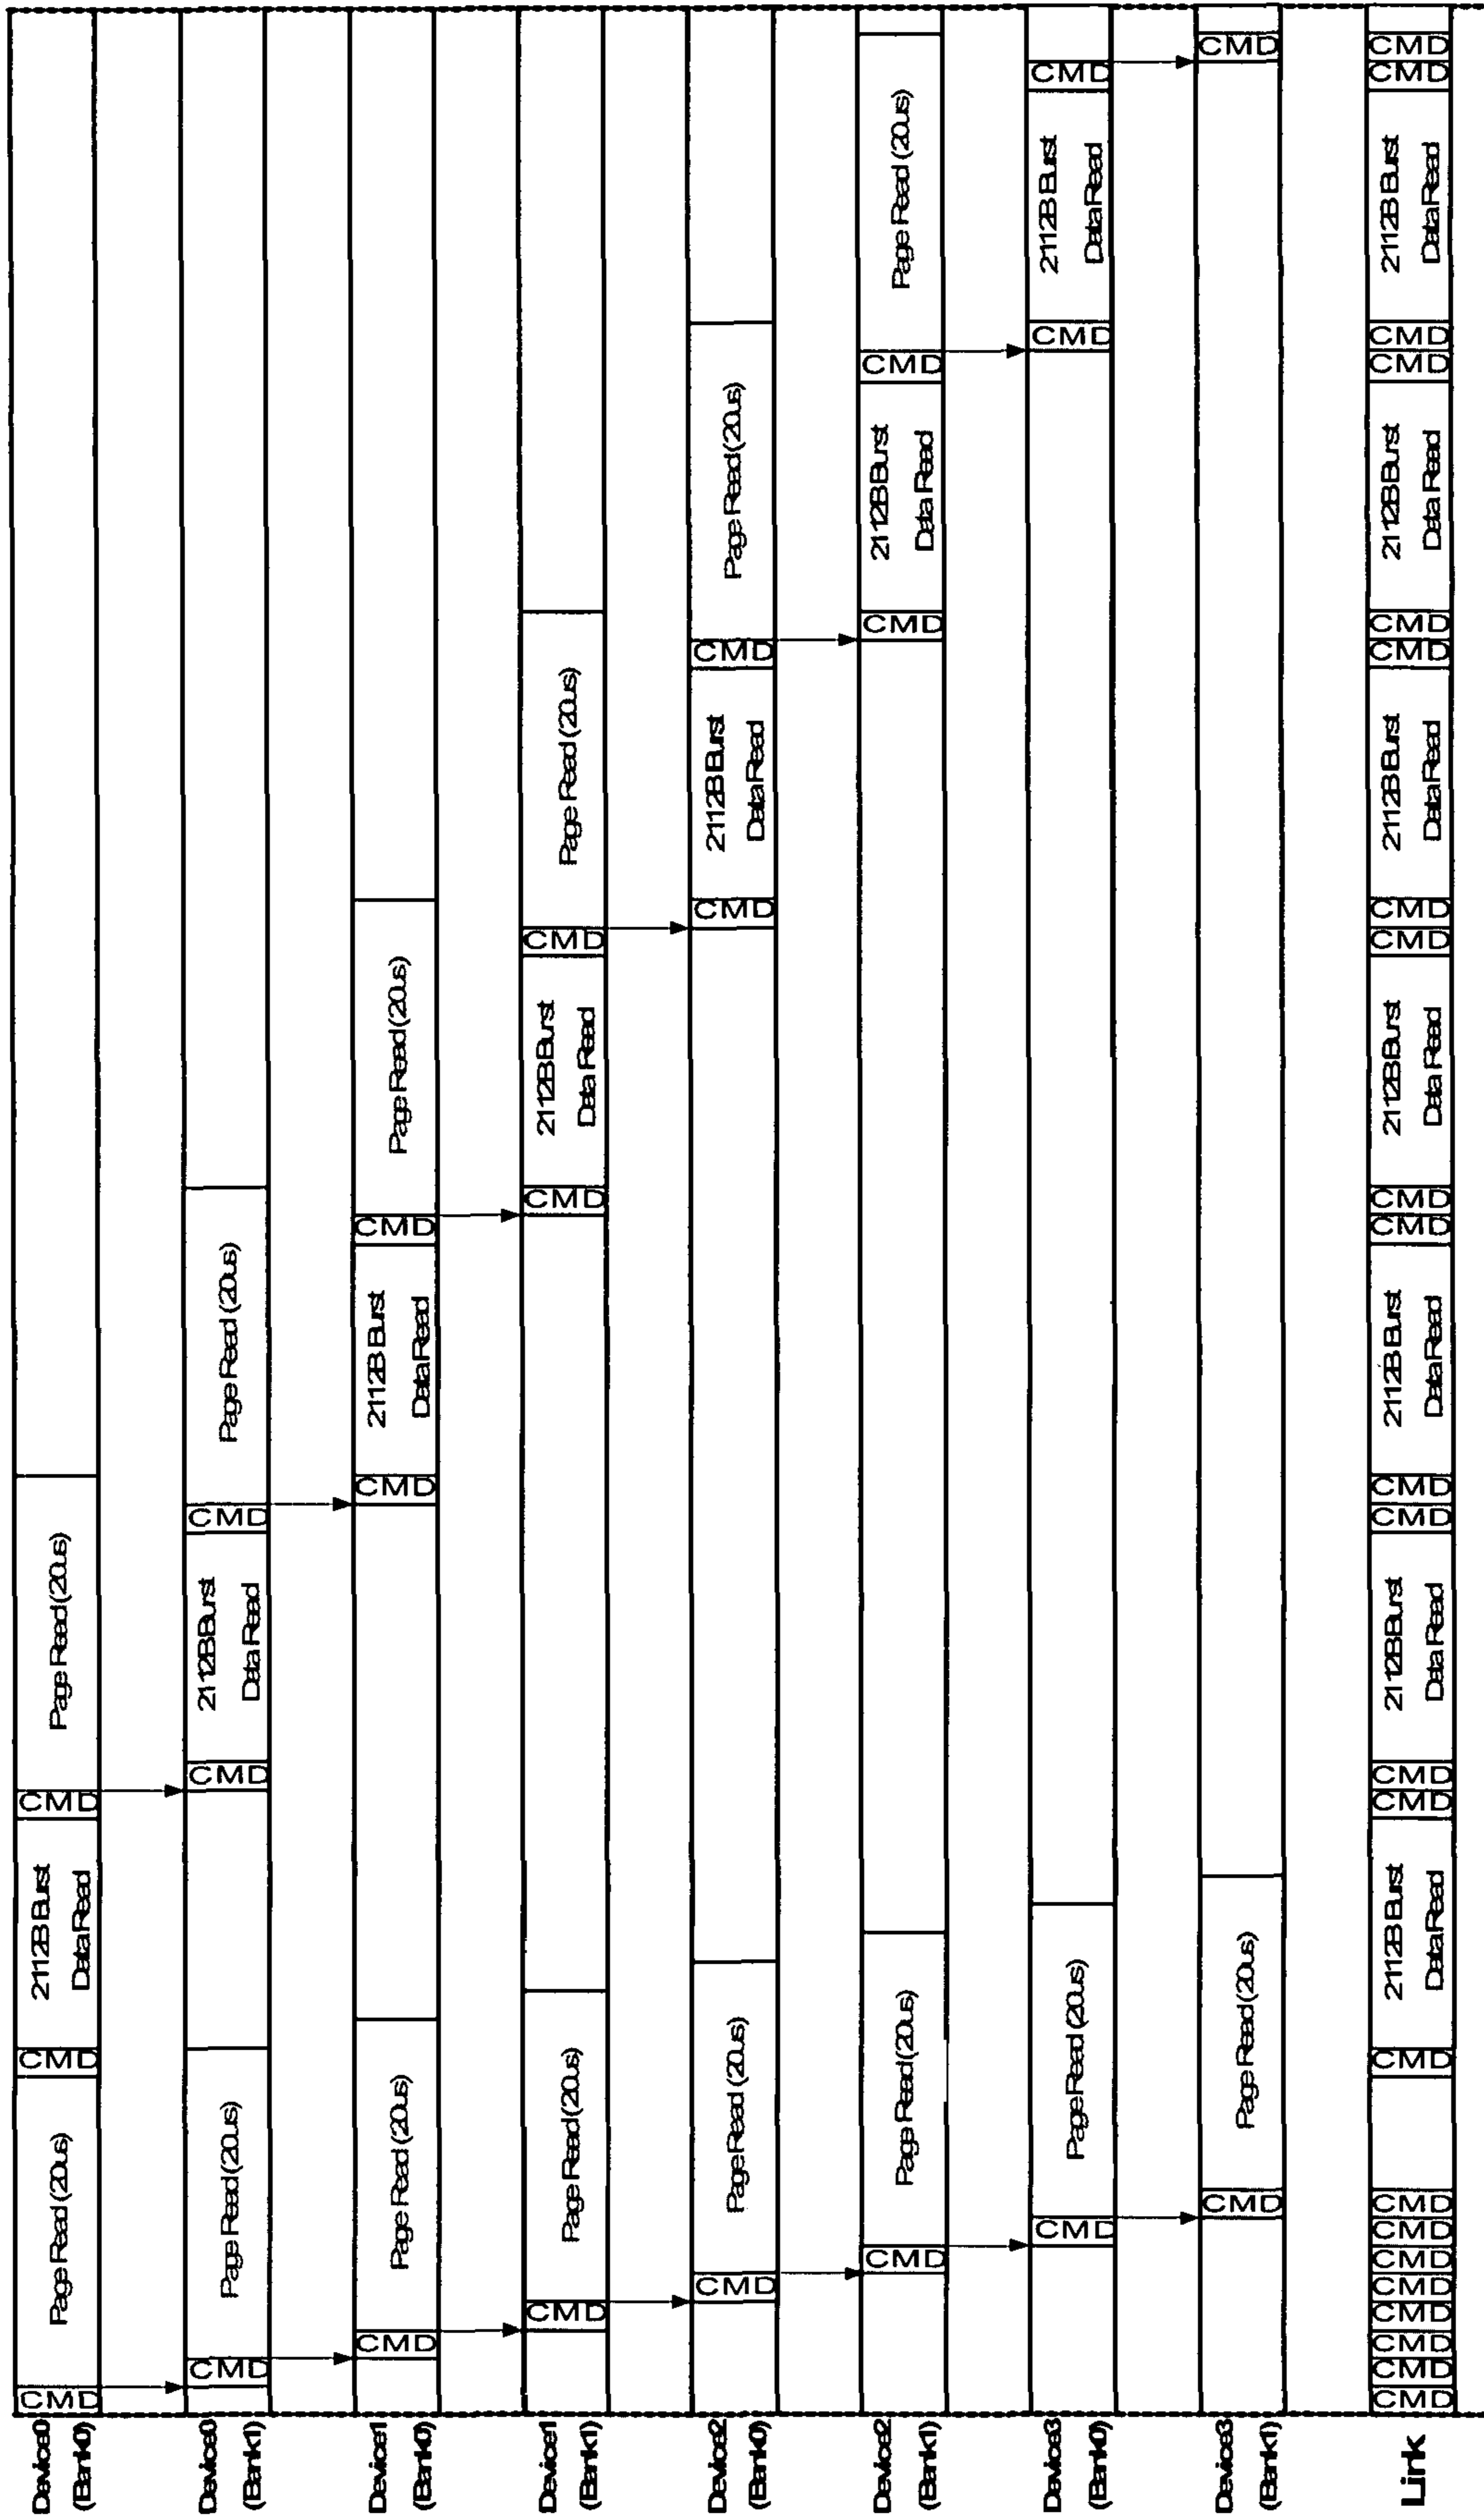 Device0
(Bank0)
CMD
Page Read (20us)
CMD
2112B Burst
Data Read
CMD
Page Read (20us)
Device0
(Bank1)
CMD
Page Read (20us)
CMD
2112B Burst
Data Read
CMD
Page Read (20us)
Device1
(Bank0)
CMD
Page Read (20us)
CMD
2112B Burst
Data Read
CMD
Page Read (20us)
Device1
(Bank1)
CMD
Page Read (20us)
CMD
2112B Burst
Data Read
CMD
Page Read (20us)
Device2
(Bank0)
CMD
Page Read (20us)
CMD
2112B Burst
Data Read
CMD
Page Read (20us)
Device2
(Bank1)
CMD
Page Read (20us)
CMD
2112B Burst
Data Read
CMD
Page Read (20us)
Device3
(Bank0)
CMD
Page Read (20us)
CMD
2112B Burst
Data Read
CMD
Device3
(Bank1)
CMD
Page Read (20us)
CMD
Link
CMD
CMD
CMD
CMD
CMD
CMD
CMD
CMD
CMD
2112B Burst
Data Read
CMD
CMD
2112B Burst
Data Read
CMD
CMD
2112B Burst
Data Read
CMD
CMD
2112B Burst
Data Read
CMD
CMD
2112B Burst
Data Read
CMD
CMD
2112B Burst
Data Read
CMD
CMD
2112B Burst
Data Read
CMD
CMD